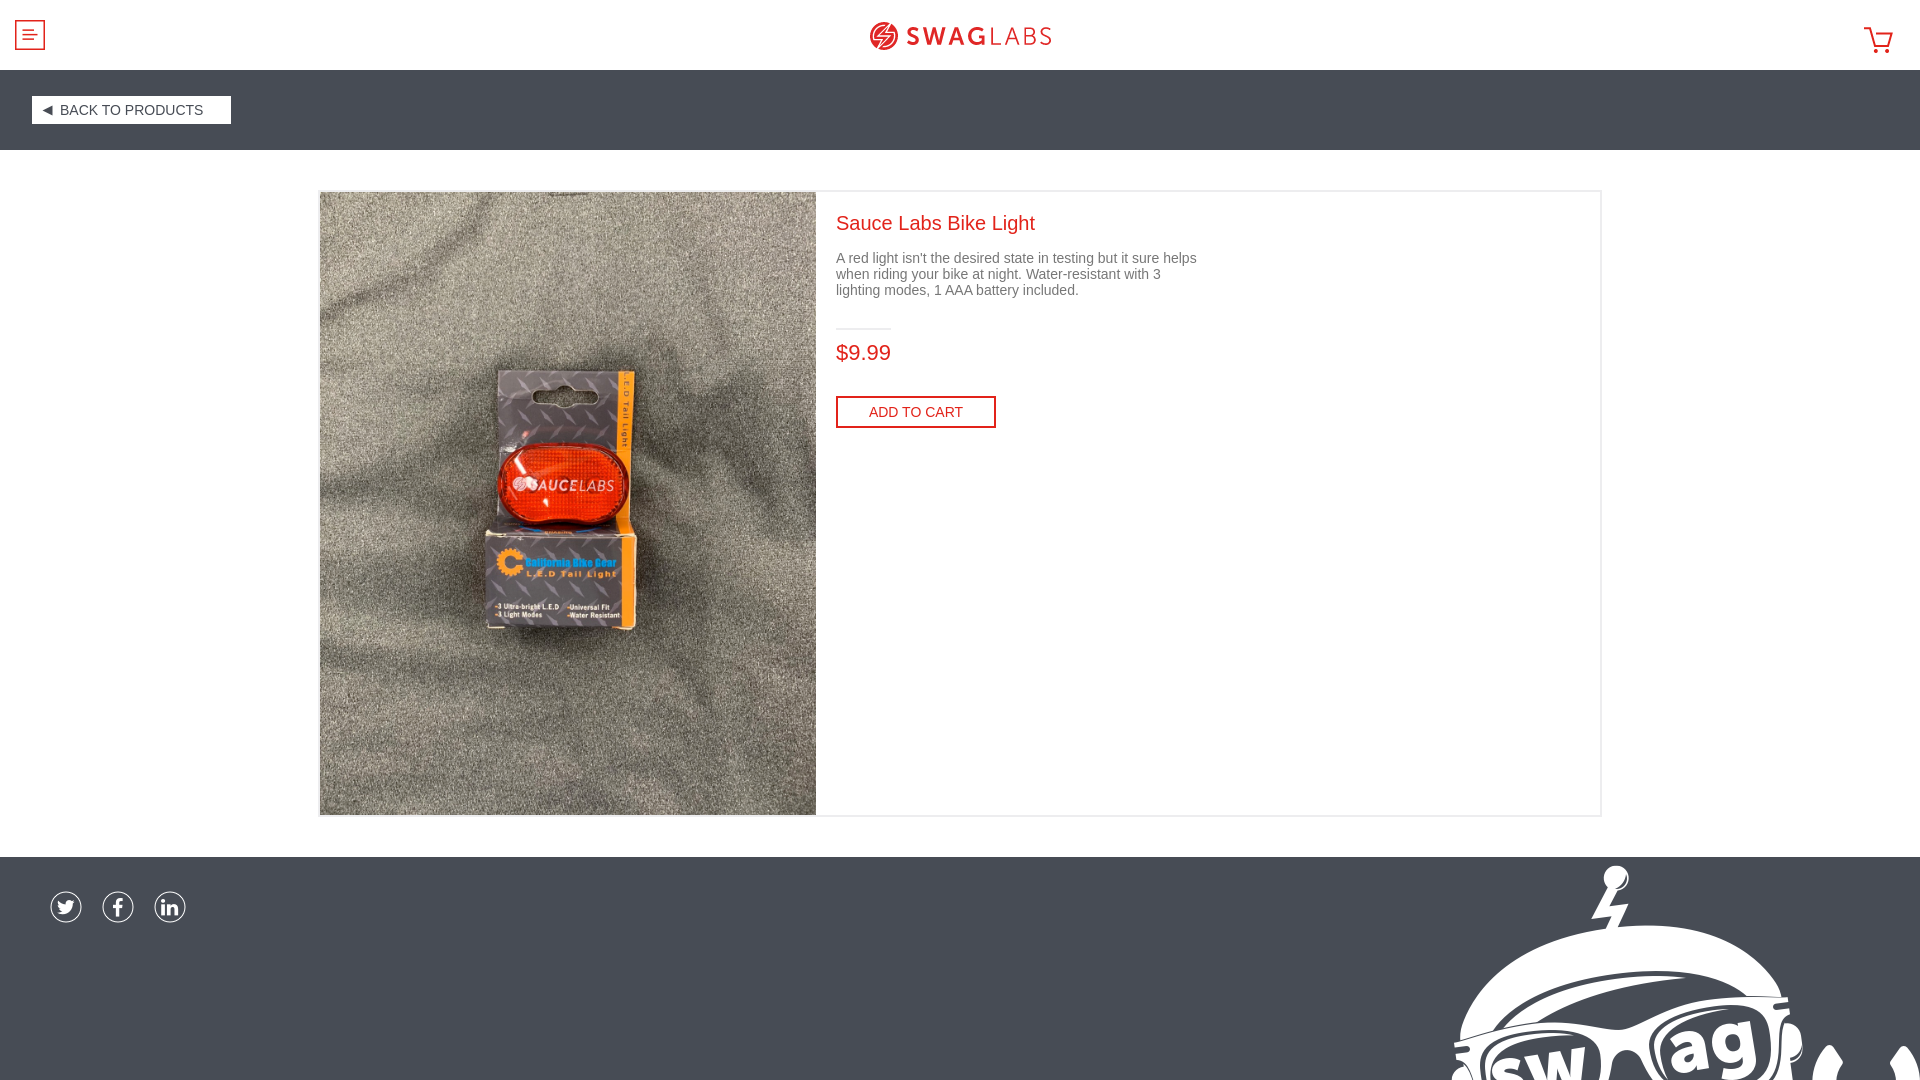 SWAGLABS
BACK TO PRODUCTS
Sauce Labs Bike Light
A red light isn't the desired state in testing but it sure helps
when riding your bike at night. Water-resistant with 3
lighting modes, 1 AAA battery included.
$9.99
ADD TO CART
L.E.D Tail Light
SAUCELABS
California Bike Gear
L.E.D Tail Light
-3 Ultra-bright L.E.D -Universal Fit
-3 Light Modes -Water Resistant
swag